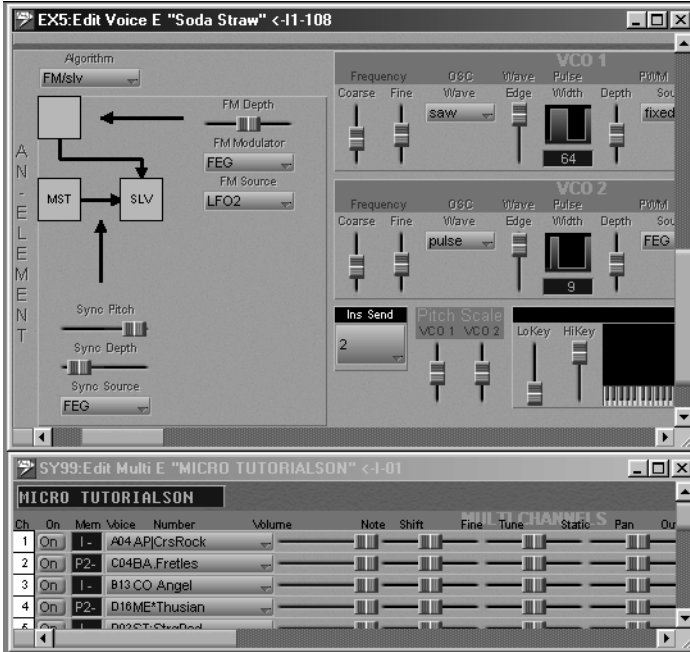 EX5:Edit Voice E "Soda Straw" <-I1-108
Algorithm
FM/slv
FM Depth
FM Modulator
FEG
FM Source
LFO2
MST
SLV
AN-ELEMENT
Sync Pitch
Sync Depth
Sync Source
FEG
VCO 1
Frequency OSC Wave Pulse PWM
Coarse Fine Wave Edge Width Depth Sou
saw
fixed
64
VCO 2
Frequency OSC Wave Pulse PWM
Coarse Fine Wave Edge Width Depth Sou
pulse
FEG
9
Ins Send
2
Pitch Scale
VCO 1 VCO 2
LoKey HiKey
SY99:Edit Multi E "MICRO TUTORIALSON" <-I-01
MICRO TUTORIALSON
MULTI CHANNELS
Ch On Mem Voice Number Volume Note Shift Fine Tune Static Pan Ou
1 On I- A04.AP|CrsRock
2 On P2- C04BA.Fretles
3 On I- B13CO Angel
4 On P2- D16ME*Thusian